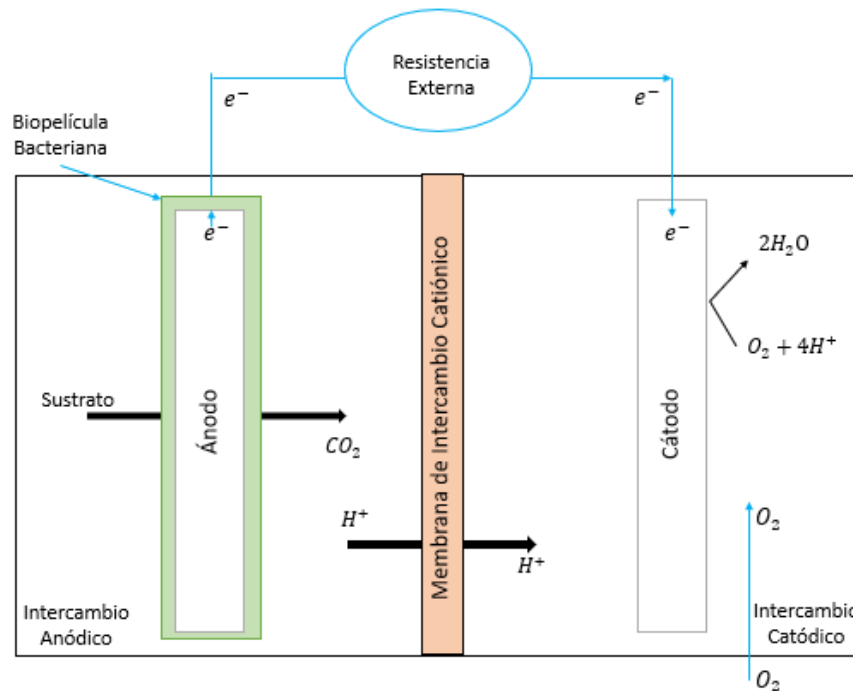 Resistencia
Externa
e⁻
e⁻
Biopelícula
Bacteriana
e⁻
e⁻
2H₂O
O₂ + 4H⁺
Sustrato
Ánodo
CO₂
Membrana de Intercambio Catiónico
Cátodo
H⁺
H⁺
O₂
Intercambio
Anódico
Intercambio
Catódico
O₂